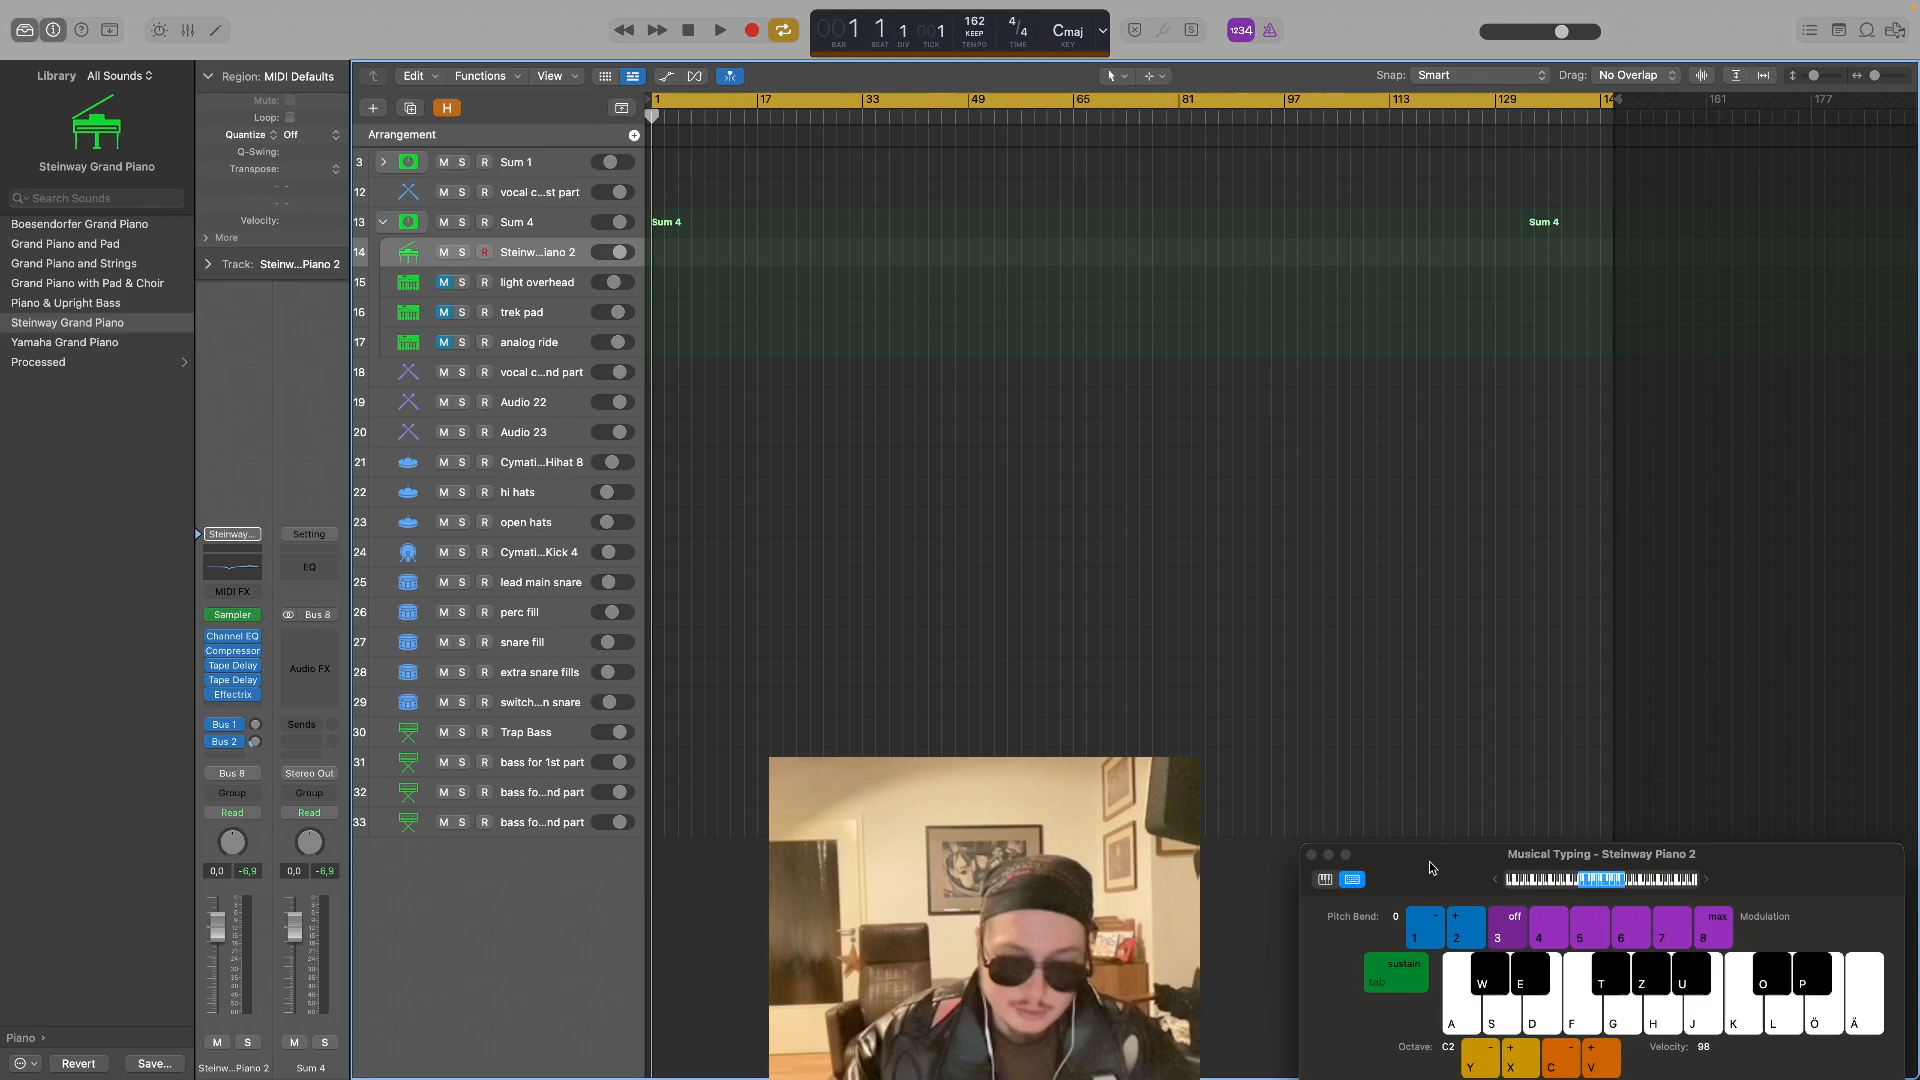 001 1 1 001
BAR BEAT DIV TICK
162
KEEP
TEMPO
4/4
TIME
Cmaj
KEY
1234
Library All Sounds
Steinway Grand Piano
Search Sounds
Boesendorfer Grand Piano
Grand Piano and Pad
Grand Piano and Strings
Grand Piano with Pad & Choir
Piano & Upright Bass
Steinway Grand Piano
Yamaha Grand Piano
Processed
Piano
Revert Save...
Region: MIDI Defaults
Mute:
Loop:
Quantize Off
Q-Swing:
Transpose:
Velocity:
More
Track: Steinw...Piano 2
Steinway... Setting
EQ
MIDI FX
Sampler Bus 8
Channel EQ
Compressor
Tape Delay Audio FX
Tape Delay
Effectrix
Bus 1 Sends
Bus 2
Bus 8 Stereo Out
Group Group
Read Read
0,0 -6,9 0,0 -6,9
M S M S
Steinw...Piano 2 Sum 4
Edit Functions View
Snap: Smart Drag: No Overlap
H
1 17 33 49 65 81 97 113 129 14 161 177
Arrangement
3 M S R Sum 1
12 M S R vocal c...st part
13 M S R Sum 4
Sum 4 Sum 4
14 M S R Steinw...iano 2
15 M S R light overhead
16 M S R trek pad
17 M S R analog ride
18 M S R vocal c...nd part
19 M S R Audio 22
20 M S R Audio 23
21 M S R Cymati...Hihat 8
22 M S R hi hats
23 M S R open hats
24 M S R Cymati...Kick 4
25 M S R lead main snare
26 M S R perc fill
27 M S R snare fill
28 M S R extra snare fills
29 M S R switch...n snare
30 M S R Trap Bass
31 M S R bass for 1st part
32 M S R bass fo...nd part
33 M S R bass fo...nd part
Musical Typing - Steinway Piano 2
Pitch Bend: 0 - + off max Modulation
1 2 3 4 5 6 7 8
sustain
tab
W E T Z U O P
A S D F G H J K L Ö Ä
Octave: C2 - + - + Velocity: 98
Y X C V